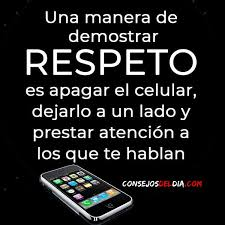 Una manera de
demostrar
RESPETO
es apagar el celular,
dejarlo a un lado y
prestar atención a
los que te hablan
CONSEJOSDELDIA.COM